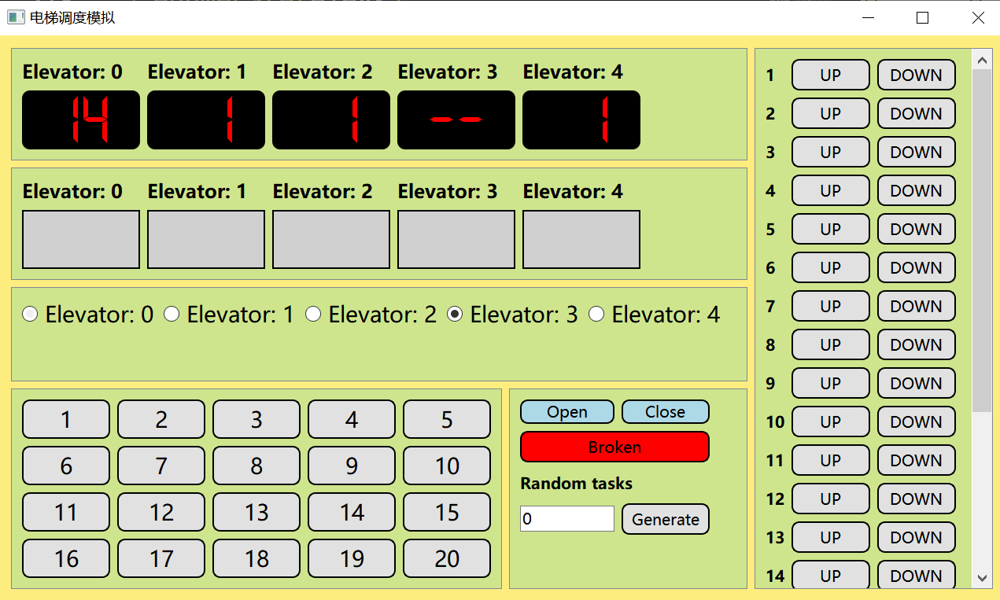 电梯调度模拟
Elevator: 0 Elevator: 1 Elevator: 2 Elevator: 3 Elevator: 4
14 1 1 -- 1
Elevator: 0 Elevator: 1 Elevator: 2 Elevator: 3 Elevator: 4
Elevator: 0 Elevator: 1 Elevator: 2 Elevator: 3 Elevator: 4
1 2 3 4 5
6 7 8 9 10
11 12 13 14 15
16 17 18 19 20
Open Close
Broken
Random tasks
0 Generate
1 UP DOWN
2 UP DOWN
3 UP DOWN
4 UP DOWN
5 UP DOWN
6 UP DOWN
7 UP DOWN
8 UP DOWN
9 UP DOWN
10 UP DOWN
11 UP DOWN
12 UP DOWN
13 UP DOWN
14 UP DOWN